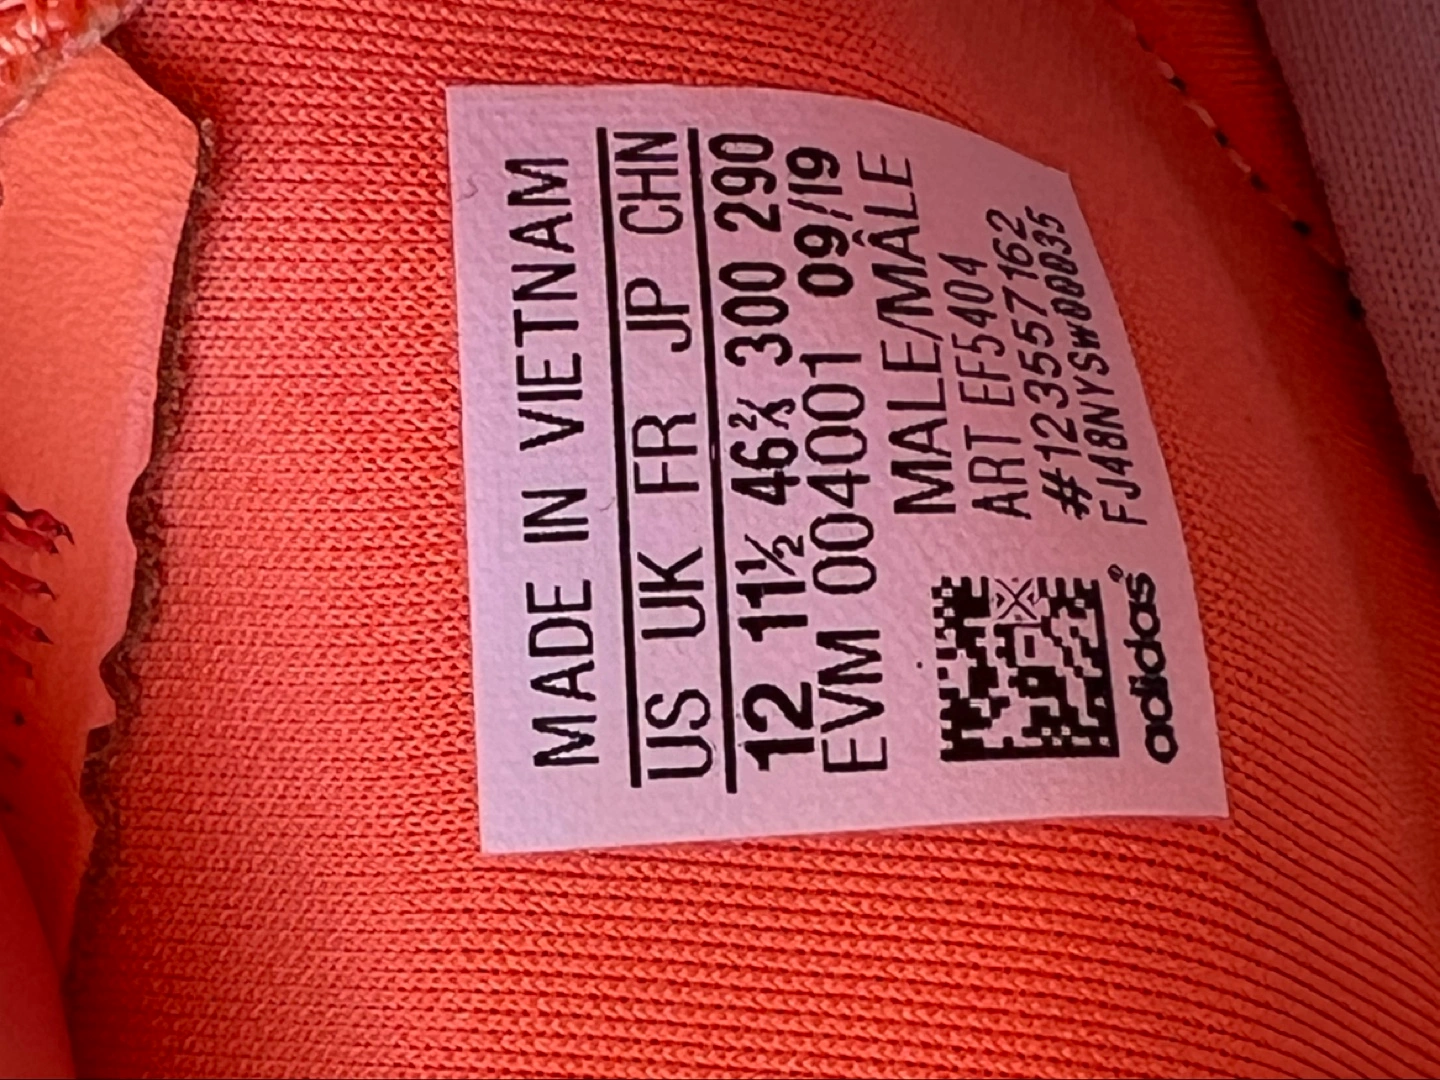 MADE IN VIETNAM
US UK FR JP CHN
12 11½ 46⅔ 300 290
EVM 004001 09/19
MALE/MÂLE
ART EF5404
#123557162
FJ48NYSW00035
adidas®